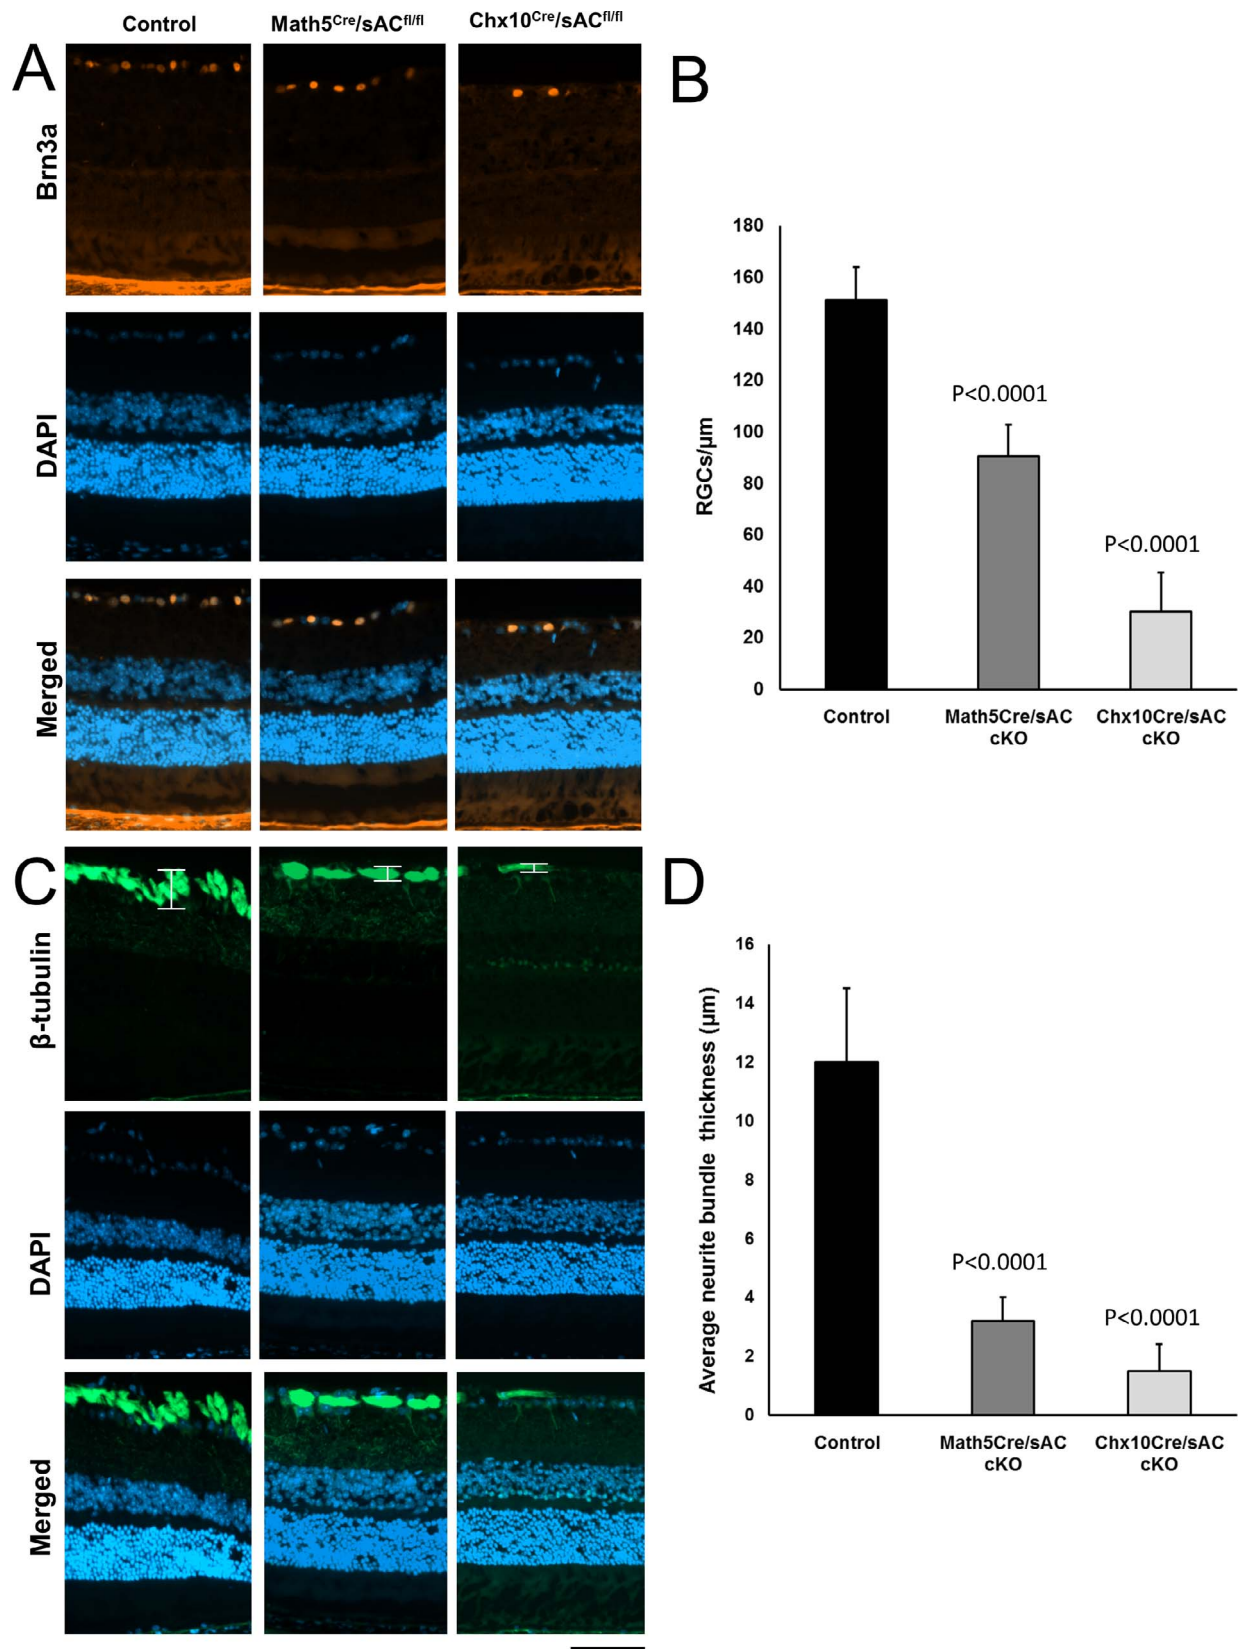 Control
Math5Cre/sACfl/fl
Chx10Cre/sACfl/fl
A
Brn3a
DAPI
Merged
B
180
160
140
120
100
80
60
40
20
0
RGCs/µm
P<0.0001
P<0.0001
Control
Math5Cre/sAC
cKO
Chx10Cre/sAC
cKO
C
β-tubulin
DAPI
Merged
D
16
14
12
10
8
6
4
2
0
Average neurite bundle thickness (µm)
P<0.0001
P<0.0001
Control
Math5Cre/sAC
cKO
Chx10Cre/sAC
cKO